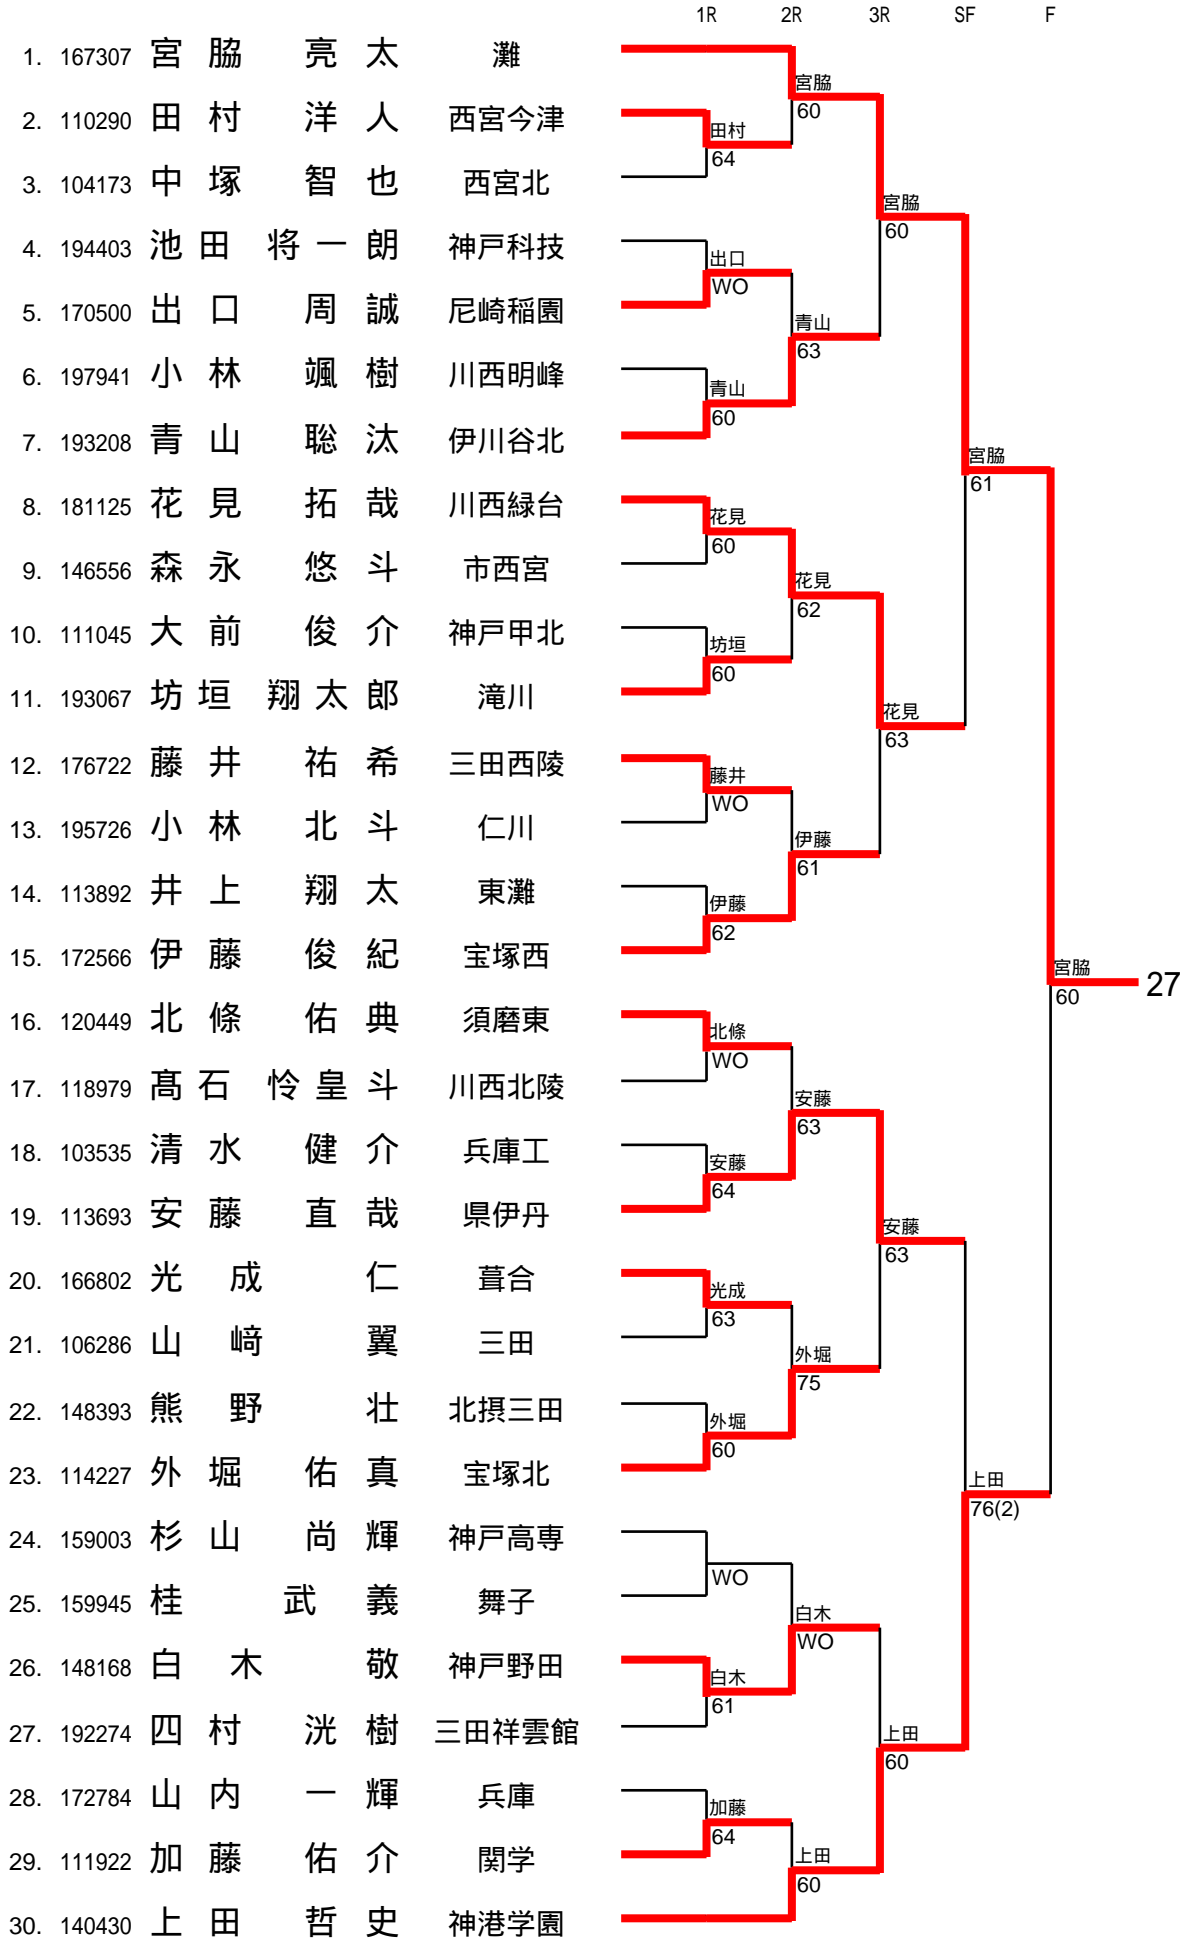 1R 2R 3R SF F
1. 167307 宮脇 亮太 灘
宮脇
60
2. 110290 田村 洋人 西宮今津
田村
64
3. 104173 中塚 智也 西宮北
宮脇
60
4. 194403 池田 将一朗 神戸科技
出口
WO
5. 170500 出口 周誠 尼崎稲園
青山
63
6. 197941 小林 颯樹 川西明峰
青山
60
7. 193208 青山 聡汰 伊川谷北
宮脇
61
8. 181125 花見 拓哉 川西緑台
花見
60
9. 146556 森永 悠斗 市西宮
花見
62
10. 111045 大前 俊介 神戸甲北
坊垣
60
11. 193067 坊垣 翔太郎 滝川
花見
63
12. 176722 藤井 祐希 三田西陵
藤井
WO
13. 195726 小林 北斗 仁川
伊藤
61
14. 113892 井上 翔太 東灘
伊藤
62
15. 172566 伊藤 俊紀 宝塚西
宮脇
60
27
16. 120449 北條 佑典 須磨東
北條
WO
17. 118979 髙石 怜皇斗 川西北陵
安藤
63
18. 103535 清水 健介 兵庫工
安藤
64
19. 113693 安藤 直哉 県伊丹
安藤
63
20. 166802 光成 仁 葺合
光成
63
21. 106286 山﨑 翼 三田
外堀
75
22. 148393 熊野 壮 北摂三田
外堀
60
23. 114227 外堀 佑真 宝塚北
上田
76(2)
24. 159003 杉山 尚輝 神戸高専
WO
25. 159945 桂 武義 舞子
白木
WO
26. 148168 白木 敬 神戸野田
白木
61
27. 192274 四村 洸樹 三田祥雲館
上田
60
28. 172784 山内 一輝 兵庫
加藤
64
29. 111922 加藤 佑介 関学
上田
60
30. 140430 上田 哲史 神港学園